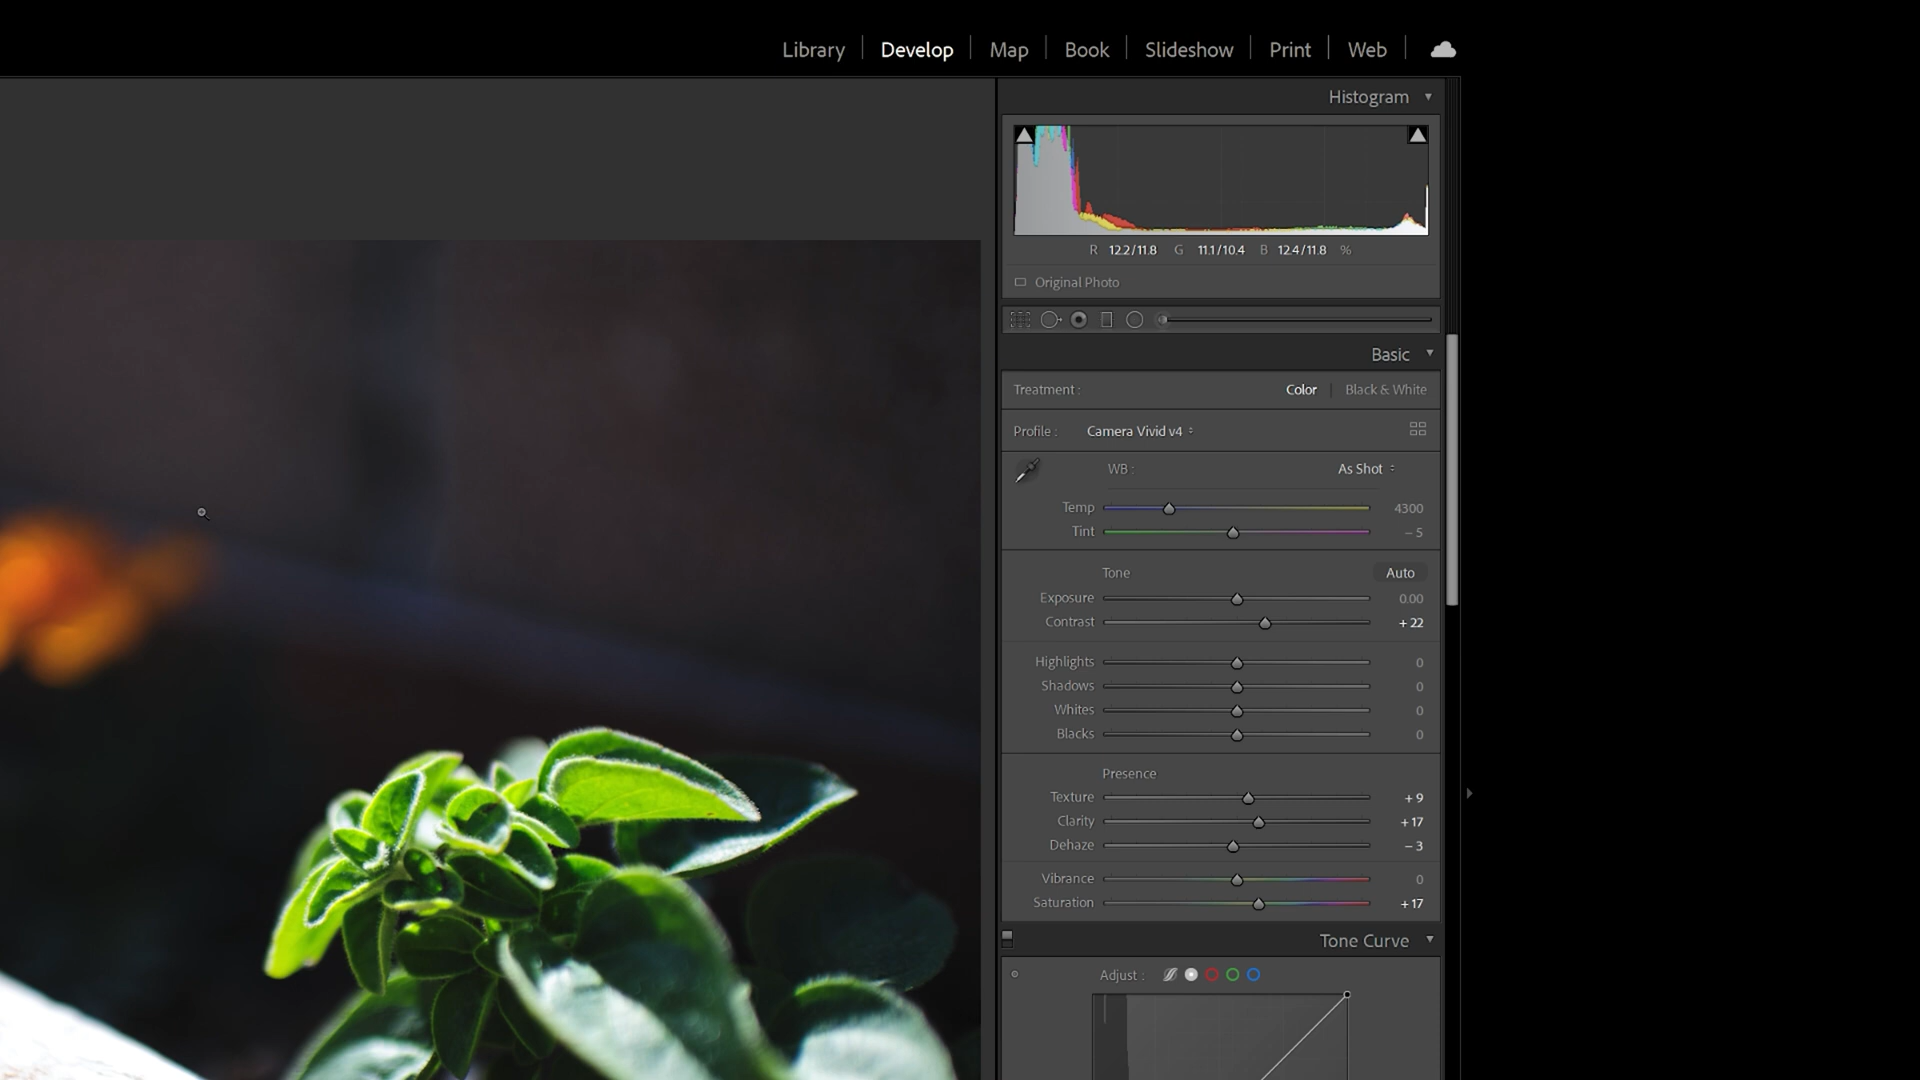 Library Develop Map Book Slideshow Print Web
Histogram
R 12.2/11.8 G 11.1/10.4 B 12.4/11.8 %
Original Photo
Basic
Treatment : Color Black & White
Profile : Camera Vivid v4
WB : As Shot
Temp 4300
Tint – 5
Tone Auto
Exposure 0.00
Contrast + 22
Highlights 0
Shadows 0
Whites 0
Blacks 0
Presence
Texture + 9
Clarity + 17
Dehaze – 3
Vibrance 0
Saturation + 17
Tone Curve
Adjust :